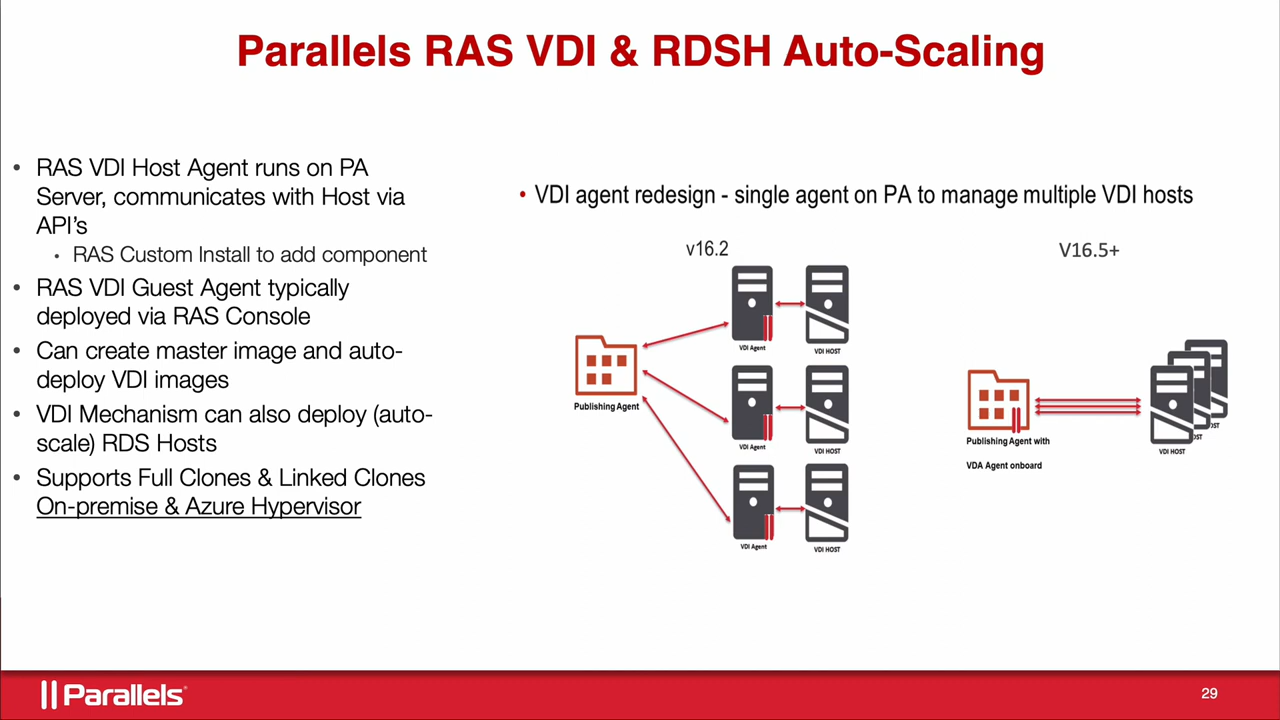 Parallels RAS VDI & RDSH Auto-Scaling
• RAS VDI Host Agent runs on PA
Server, communicates with Host via
API's
• RAS Custom Install to add component
• RAS VDI Guest Agent typically
deployed via RAS Console
• Can create master image and auto-
deploy VDI images
• VDI Mechanism can also deploy (auto-
scale) RDS Hosts
• Supports Full Clones & Linked Clones
On-premise & Azure Hypervisor
• VDI agent redesign - single agent on PA to manage multiple VDI hosts
v16.2
VDI Agent
VDI HOST
Publishing Agent
VDI Agent
VDI HOST
VDI Agent
VDI HOST
V16.5+
Publishing Agent with
VDA Agent onboard
OST
OST
VDI HOST
Parallels®
29